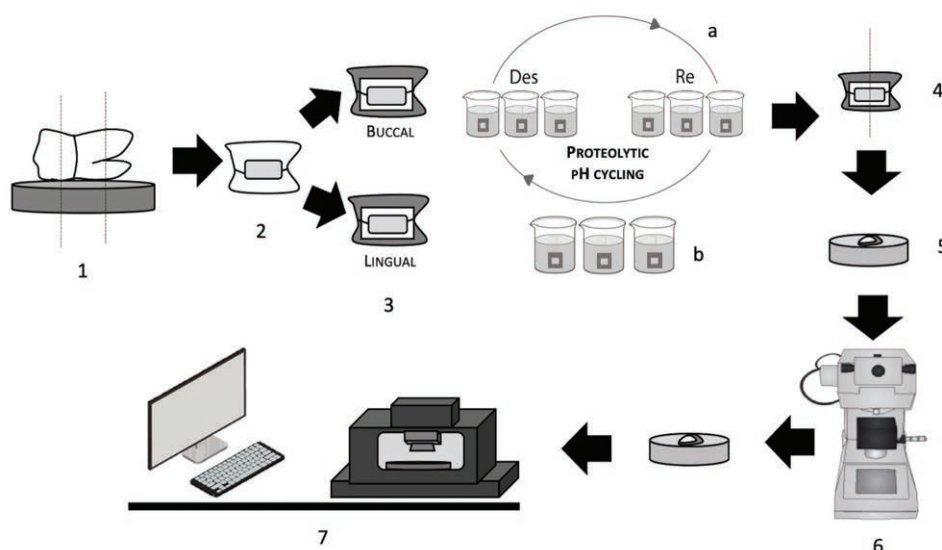 a
Des
Re
PROTEOLYTIC
pH CYCLING
b
BUCCAL
LINGUAL
1
2
3
4
5
6
7